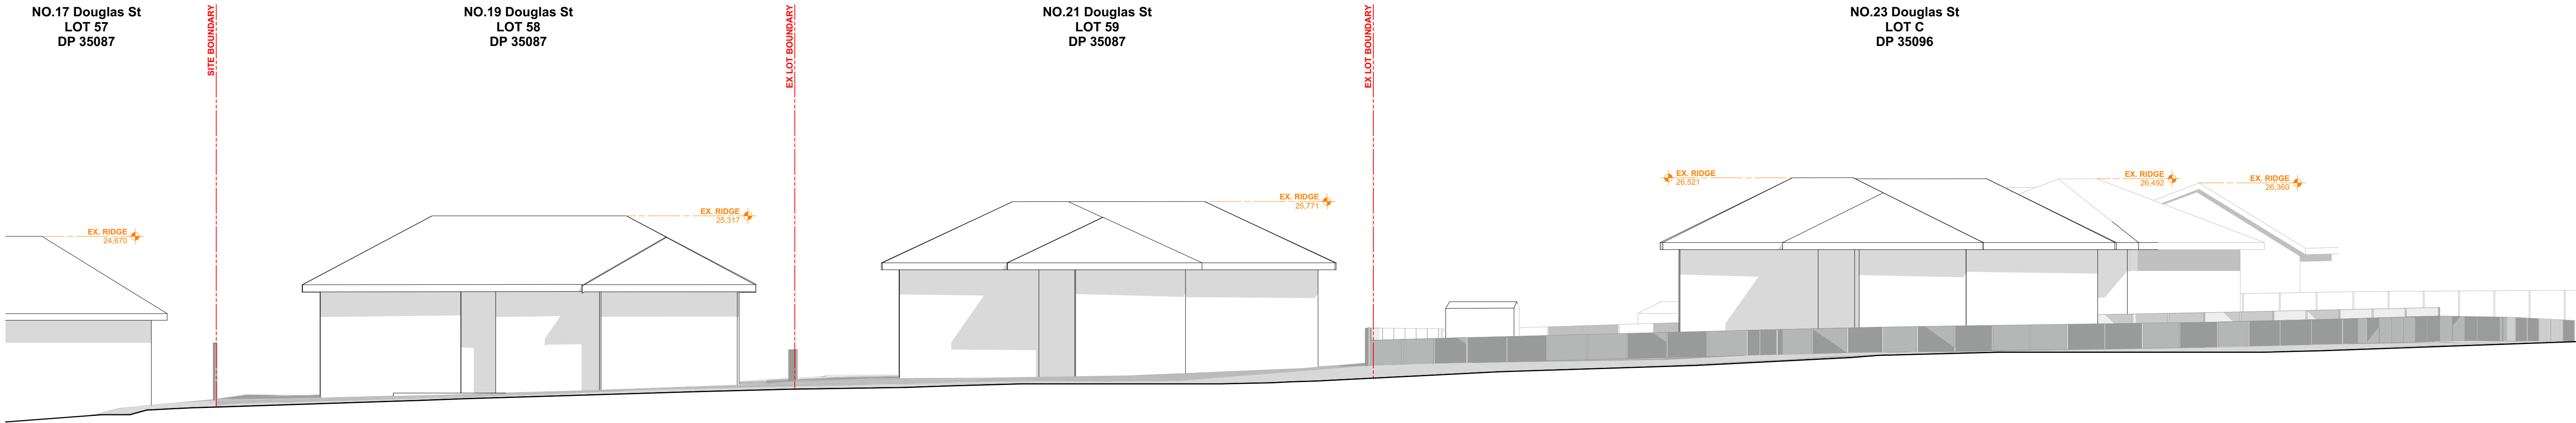 NO.17 Douglas St
LOT 57
DP 35087
SITE BOUNDARY
NO.19 Douglas St
LOT 58
DP 35087
EX LOT BOUNDARY
NO.21 Douglas St
LOT 59
DP 35087
EX LOT BOUNDARY
NO.23 Douglas St
LOT C
DP 35096
EX. RIDGE
24,670
EX. RIDGE
25,317
EX. RIDGE
25,771
EX. RIDGE
26,521
EX. RIDGE
26,492
EX. RIDGE
26,360